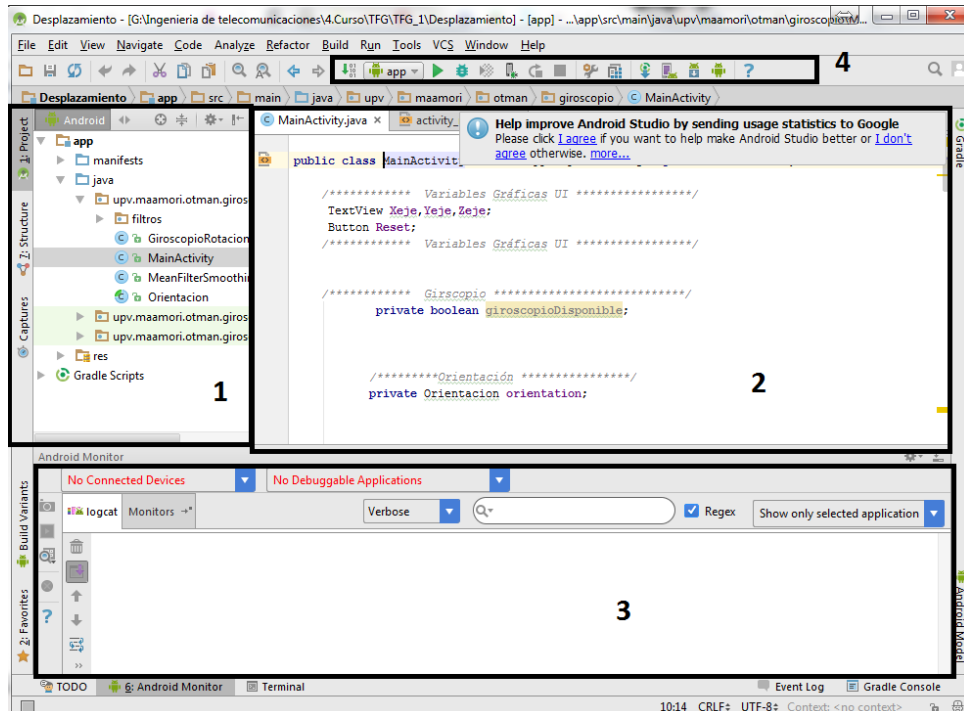 Desplazamiento - [G:\Ingenieria de telecomunicaciones\4.Curso\TFG\TFG_1\Desplazamiento] - [app] - ...\app\src\main\java\upv\maamori\otman\giroscopio\M...
File Edit View Navigate Code Analyze Refactor Build Run Tools VCS Window Help
app
?
4
Desplazamiento app src main java upv maamori otman giroscopio MainActivity
1: Project
7: Structure
Captures
Build Variants
2: Favorites
Android
app
manifests
java
upv.maamori.otman.giros
filtros
GiroscopioRotacion
MainActivity
MeanFilterSmoothin
Orientacion
upv.maamori.otman.giros
upv.maamori.otman.giros
res
Gradle Scripts
1
MainActivity.java × activity_
Help improve Android Studio by sending usage statistics to Google
Please click I agree if you want to help make Android Studio better or I don't
agree otherwise. more...
public class MainActivit
/************ Variables Gráficas UI *****************/
TextView Xeje,Yeje,Zeje;
Button Reset;
/************ Variables Gráficas UI *****************/
/************ Girscopio ****************************/
private boolean giroscopioDisponible;
/*********Orientación ****************/
private Orientacion orientation;
2
Gradle
Android Model
Android Monitor
No Connected Devices No Debuggable Applications
logcat Monitors Verbose Regex Show only selected application
?
3
TODO 6: Android Monitor Terminal Event Log Gradle Console
10:14 CRLF UTF-8 Context: <no context>